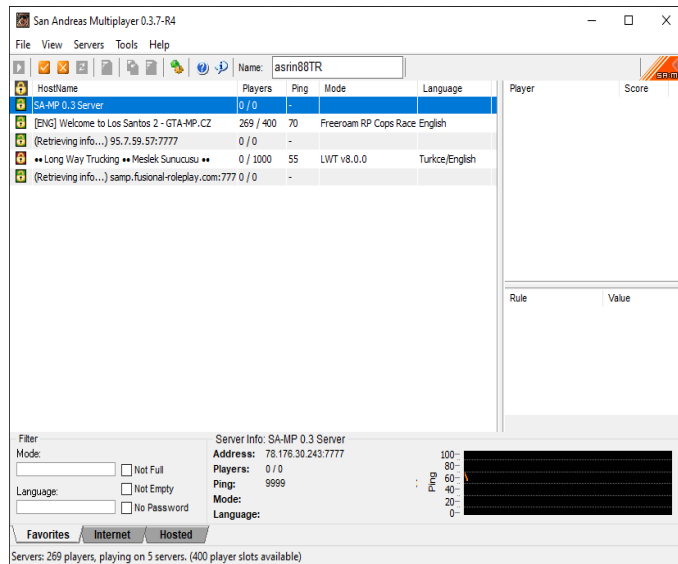 San Andreas Multiplayer 0.3.7-R4
File View Servers Tools Help
Name: asrin88TR
HostName Players Ping Mode Language Player Score
SA-MP 0.3 Server 0 / 0 -
[ENG] Welcome to Los Santos 2 - GTA-MP.CZ 269 / 400 70 Freeroam RP Cops Race English
(Retrieving info...) 95.7.59.57:7777 0 / 0 -
•• Long Way Trucking •• Meslek Sunucusu •• 0 / 1000 55 LWT v8.0.0 Turkce/English
(Retrieving info...) samp.fusional-roleplay.com:777 0 / 0 -
Rule Value
Filter
Mode:
Not Full
Language:
Not Empty
No Password
Server Info: SA-MP 0.3 Server
Address: 78.176.30.243:7777
Players: 0 / 0
Ping: 9999
Mode:
Language:
Ping
100
80
60
40
20
0
Favorites Internet Hosted
Servers: 269 players, playing on 5 servers. (400 player slots available)